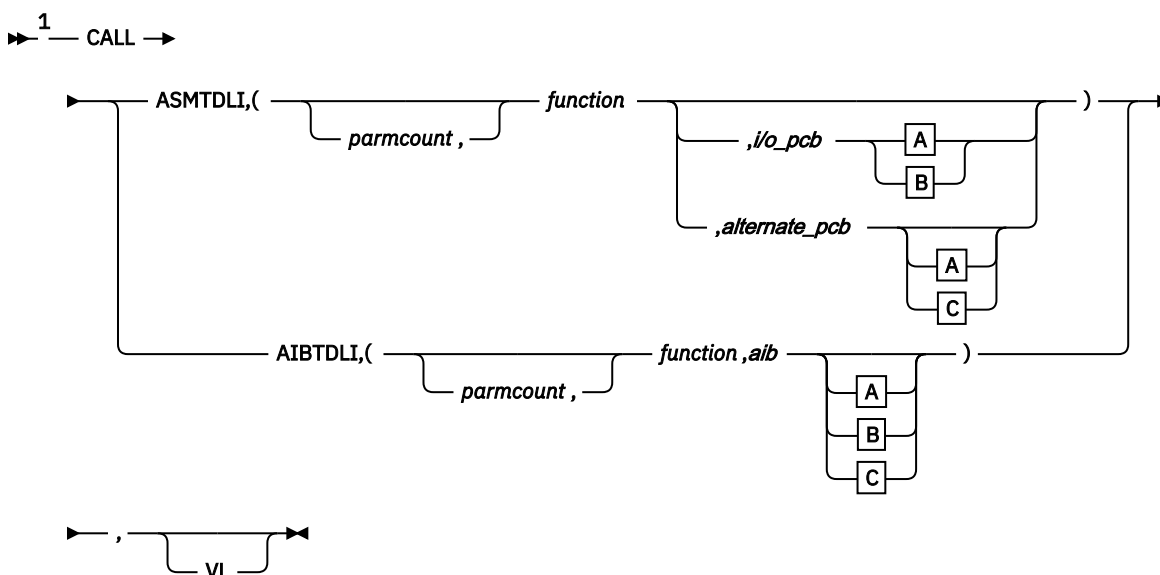 1
CALL
ASMTDLI,( function )
parmcount ,
,i/o_pcb A
B
,alternate_pcb
A
C
AIBTDLI,( function ,aib )
parmcount ,
A
B
C
,
VL